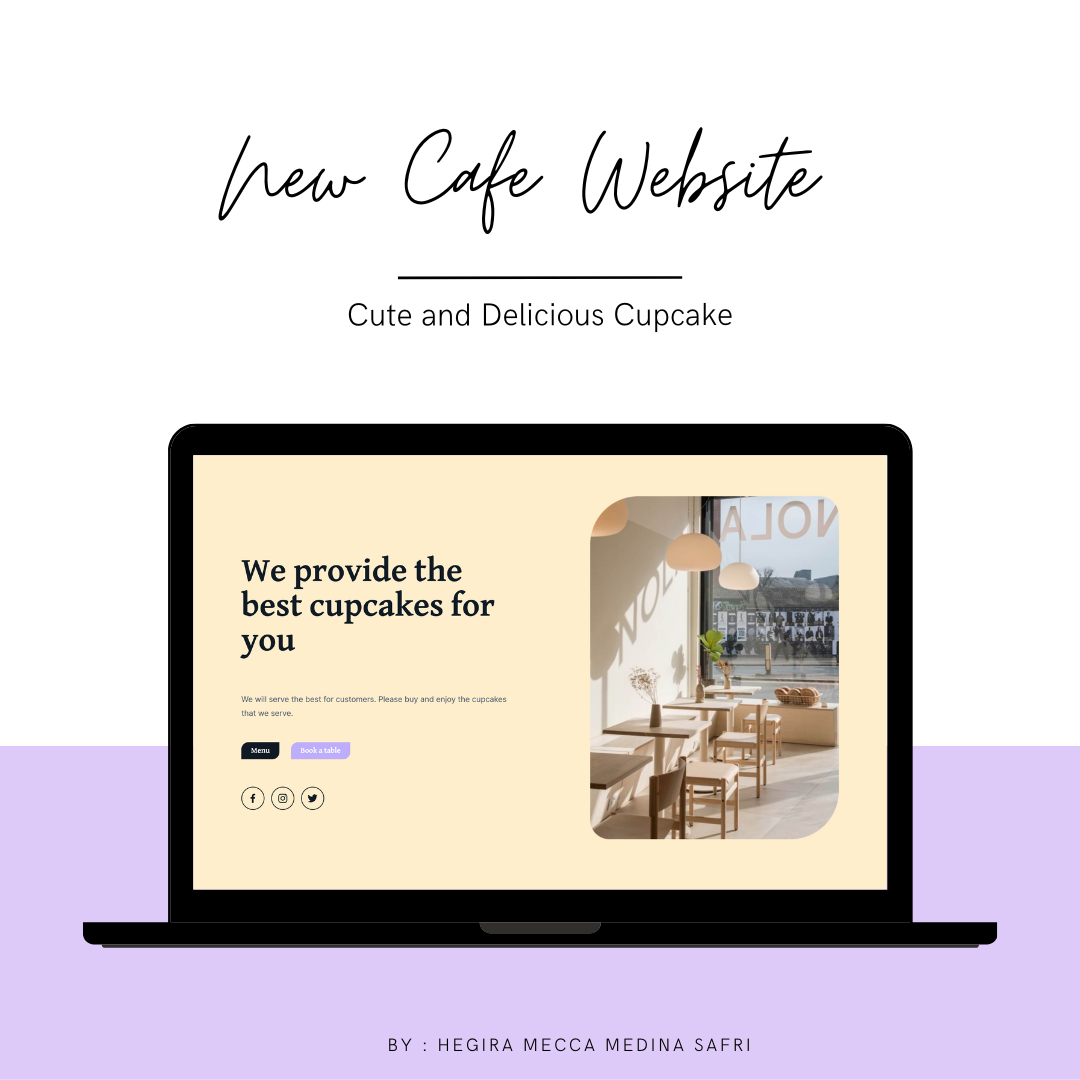 New Cafe Website
Cute and Delicious Cupcake
We provide the
best cupcakes for
you
We will serve the best for customers. Please buy and enjoy the cupcakes
that we serve.
Menu
Book a table
NOLA
NOL
BY : HEGIRA MECCA MEDINA SAFRI